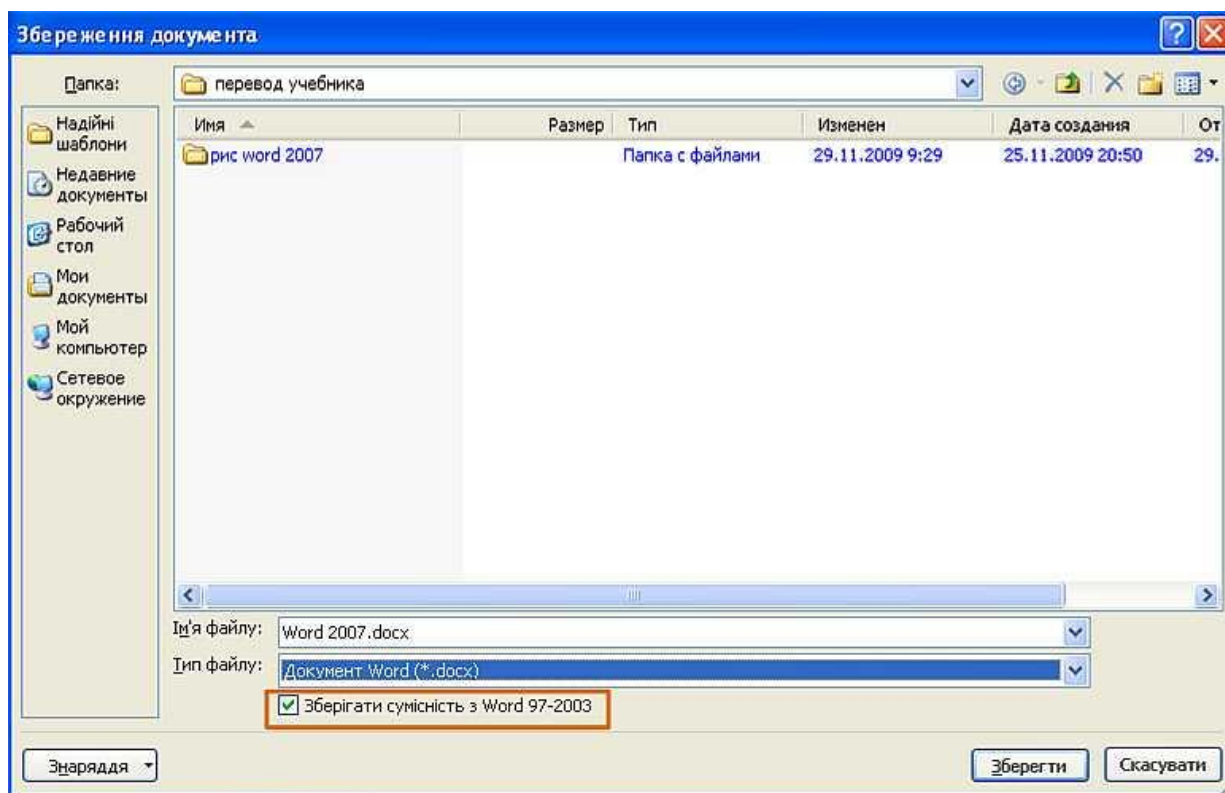 Збереження документа
Папка: перевод учебника
Имя Размер Тип Изменен Дата создания От
рис word 2007 Папка с файлами 29.11.2009 9:29 25.11.2009 20:50 29.
Надійні
шаблони
Недавние
документы
Рабочий
стол
Мои
документы
Мой
компьютер
Сетевое
окружение
Ім'я файлу: Word 2007.docx
Тип файлу: Документ Word (*.docx)
Зберігати сумісність з Word 97-2003
Знаряддя Зберегти Скасувати